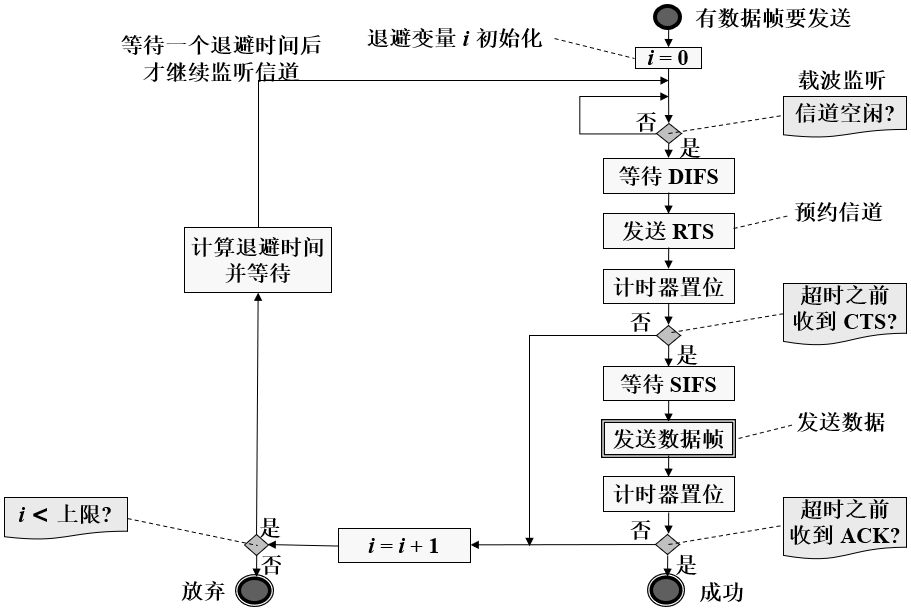 有数据帧要发送
等待一个退避时间后
才继续监听信道
退避变量 i 初始化
i = 0
载波监听
信道空闲?
否
是
等待 DIFS
发送 RTS
预约信道
计算退避时间
并等待
计时器置位
超时之前
收到 CTS?
否
是
等待 SIFS
发送数据帧
发送数据
计时器置位
i < 上限?
是
否
i = i + 1
否
是
超时之前
收到 ACK?
放弃
成功